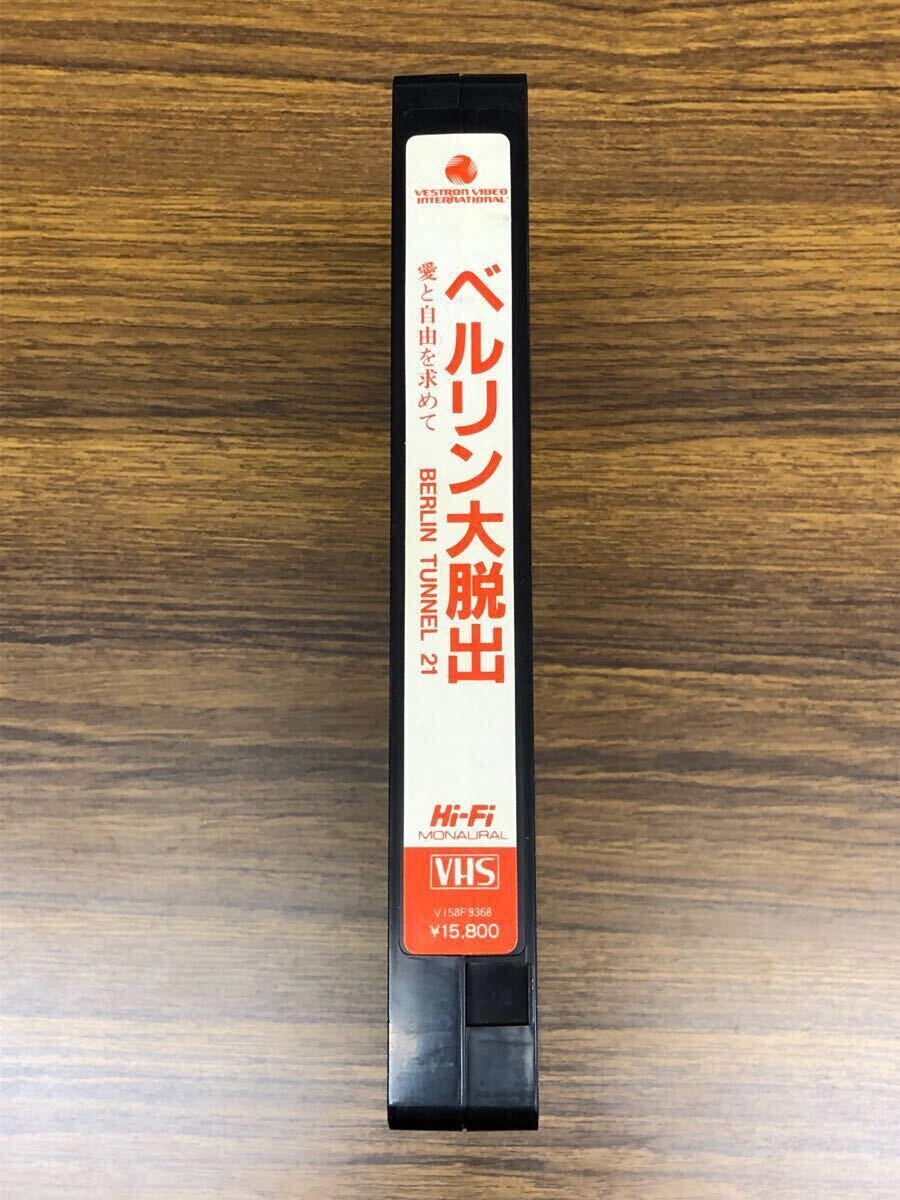 VESTRON VIDEO
INTERNATIONAL
ベルリン大脱出
愛と自由を求めて
BERLIN TUNNEL 21
Hi-Fi
MONAURAL
VHS
V158F9368
¥15,800